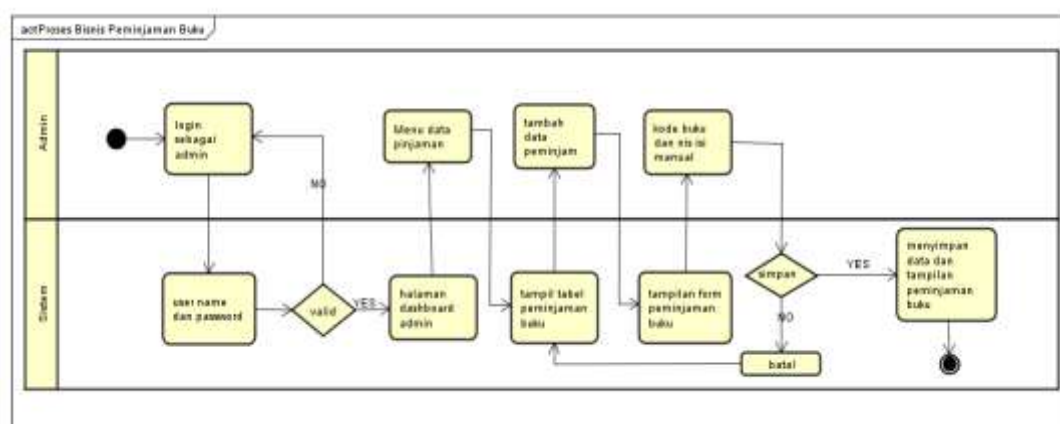 actProses Bisnis Peminjaman Buku
Admin
login
sebagai
admin
Menu data
pinjaman
tambah
data
peminjam
kode buku
dan nis isi
manual
NO
Sistem
user name
dan password
valid
YES
halaman
dashboard
admin
tampil tabel
peminjaman
buku
tampilan form
peminjaman
buku
simpan
YES
NO
batal
menyimpan
data dan
tampilan
peminjaman
buku